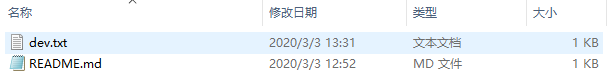 名称 修改日期 类型 大小
dev.txt 2020/3/3 13:31 文本文档 1 KB
README.md 2020/3/3 12:52 MD 文件 1 KB